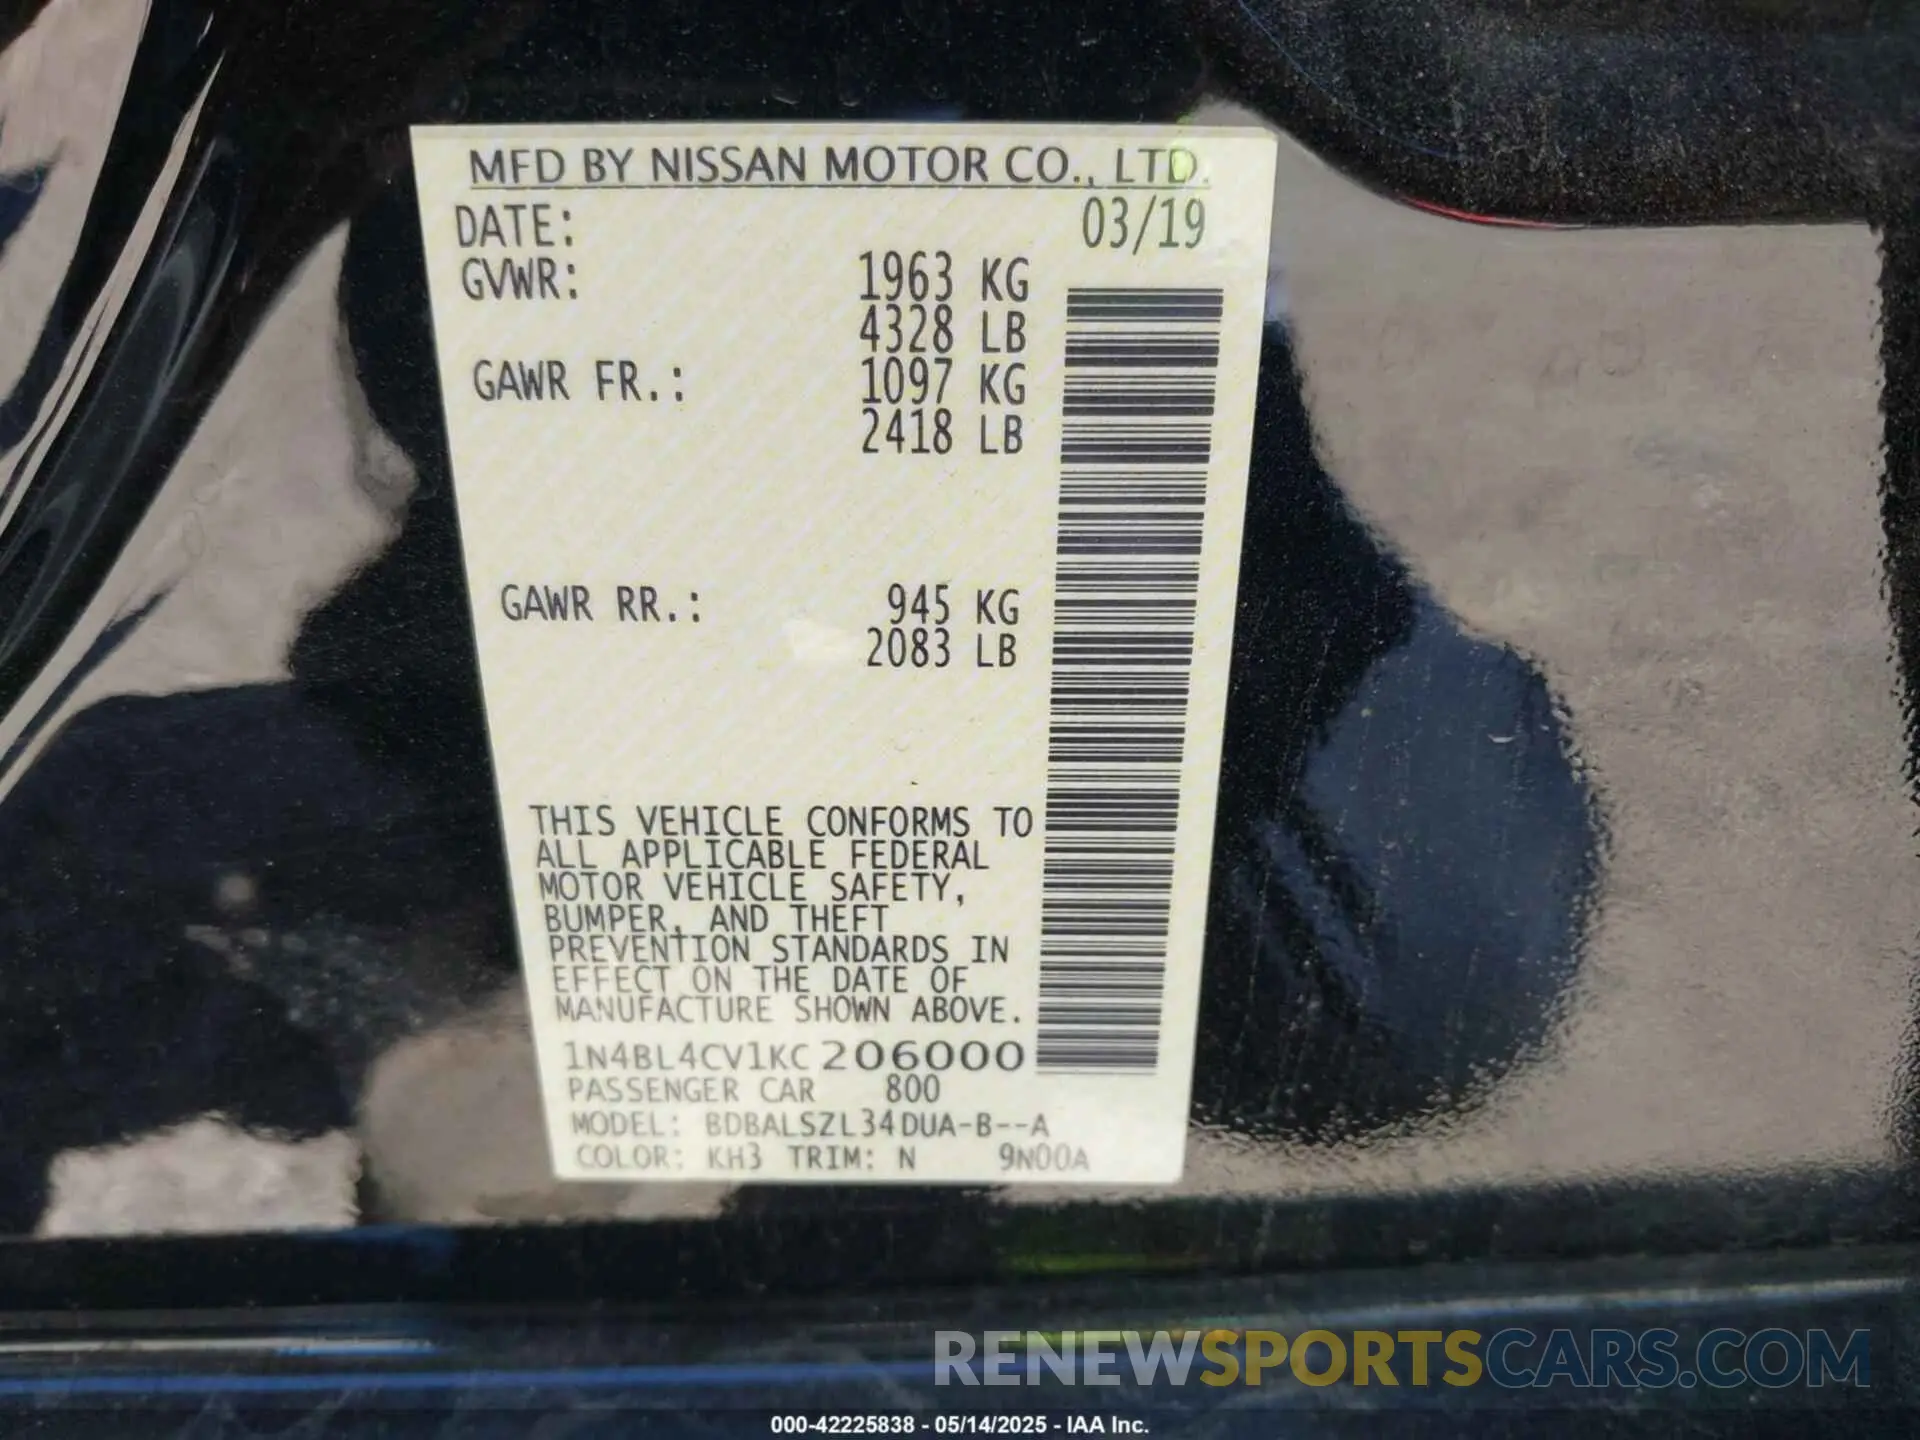 MFD BY NISSAN MOTOR CO., LTD.
DATE: 03/19
GVWR: 1963 KG
4328 LB
GAWR FR.: 1097 KG
2418 LB
GAWR RR.: 945 KG
2083 LB
THIS VEHICLE CONFORMS TO
ALL APPLICABLE FEDERAL
MOTOR VEHICLE SAFETY,
BUMPER, AND THEFT
PREVENTION STANDARDS IN
EFFECT ON THE DATE OF
MANUFACTURE SHOWN ABOVE.
1N4BL4CV1KC206000
PASSENGER CAR 800
MODEL: BDBALSZL34DUA-B--A
COLOR: KH3 TRIM: N 9N00A
RENEWSPORTSCARS.COM
000-42225838 - 05/14/2025 - IAA Inc.